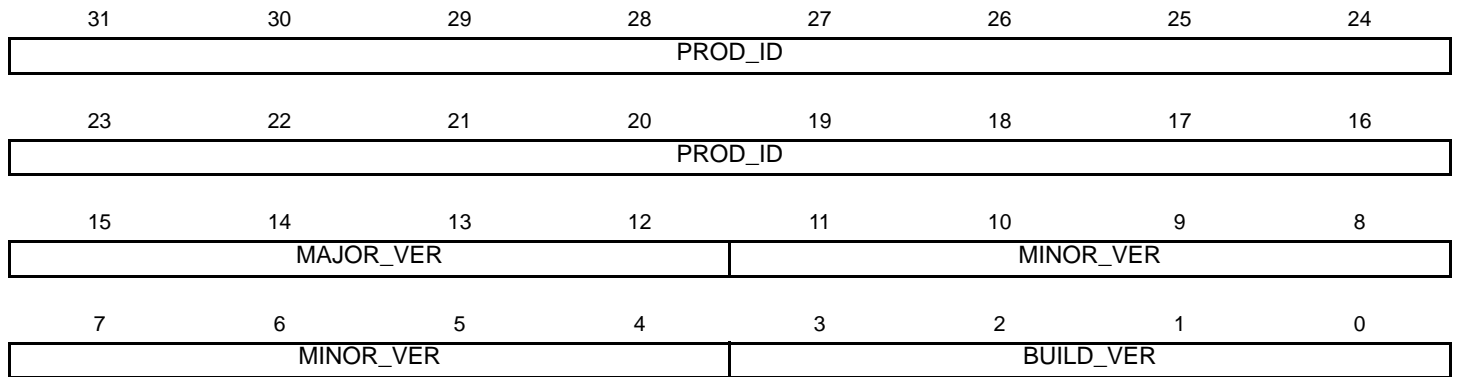 31 30 29 28 27 26 25 24
PROD_ID
23 22 21 20 19 18 17 16
PROD_ID
15 14 13 12 11 10 9 8
MAJOR_VER MINOR_VER
7 6 5 4 3 2 1 0
MINOR_VER BUILD_VER